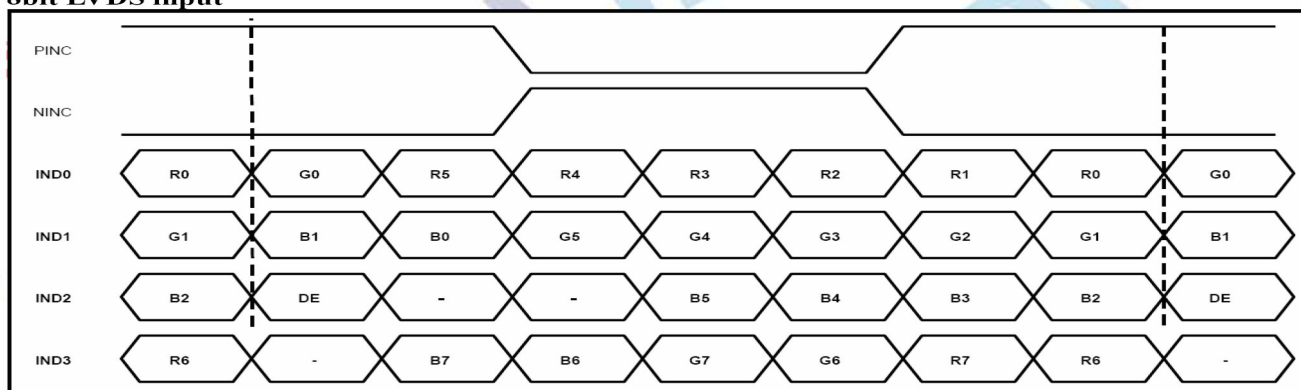 8bit LVDS input
PINC
NINC
IND0 R0 G0 R5 R4 R3 R2 R1 R0 G0
IND1 G1 B1 B0 G5 G4 G3 G2 G1 B1
IND2 B2 DE - - B5 B4 B3 B2 DE
IND3 R6 - B7 B6 G7 G6 R7 R6 -